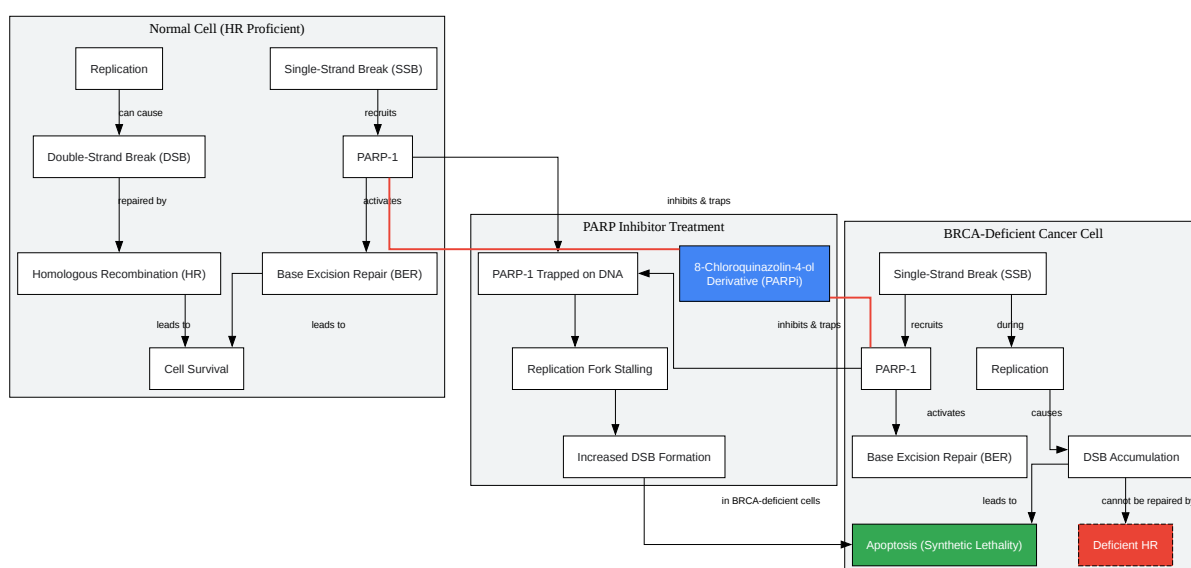 Normal Cell (HR Proficient)
Replication
Single-Strand Break (SSB)
can cause
recruits
Double-Strand Break (DSB)
PARP-1
repaired by
activates
Homologous Recombination (HR)
Base Excision Repair (BER)
leads to
leads to
Cell Survival
inhibits & traps
PARP Inhibitor Treatment
PARP-1 Trapped on DNA
8-Chloroquinazolin-4-ol
Derivative (PARPi)
inhibits & traps
Replication Fork Stalling
Increased DSB Formation
in BRCA-deficient cells
BRCA-Deficient Cancer Cell
Single-Strand Break (SSB)
recruits
during
PARP-1
Replication
activates
causes
Base Excision Repair (BER)
DSB Accumulation
leads to
cannot be repaired by
Apoptosis (Synthetic Lethality)
Deficient HR